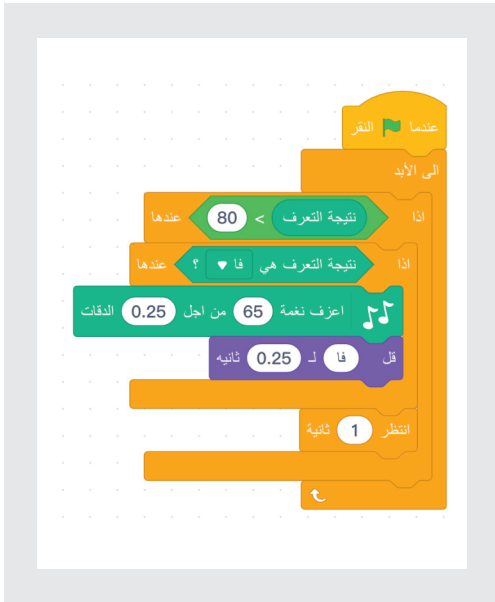 عندما النقر
الى الأبد
اذا نتيجة التعرف > 80 عندها
اذا نتيجة التعرف هي فا ؟ عندها
اعزف نغمة 65 من اجل 0.25 الدقات
قل فا لـ 0.25 ثانيه
انتظر 1 ثانية